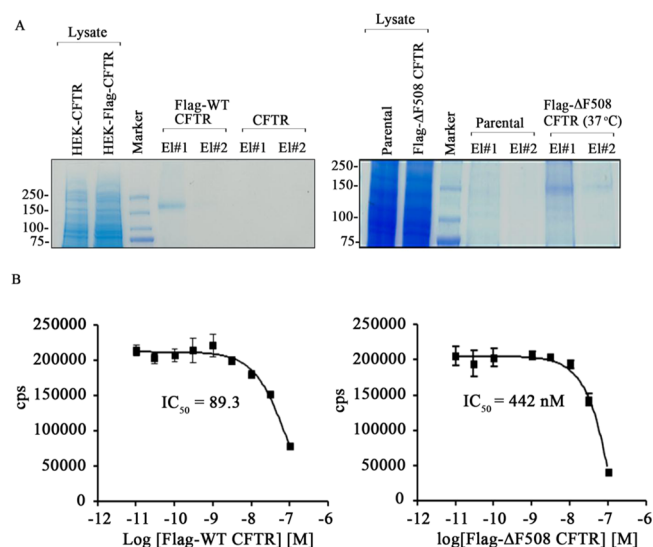 A
Lysate
HEK-CFTR
HEK-Flag-CFTR
Marker
Flag-WT
CFTR
CFTR
El#1 El#2 El#1 El#2
250-
150-
100-
75-
Lysate
Parental
Flag-ΔF508 CFTR
Marker
Parental
Flag-ΔF508
CFTR (37 °C)
El#1 El#2 El#1 El#2
250-
150-
100-
75-
B
250000
200000
150000
100000
50000
0
cps
IC50 = 89.3
-12 -11 -10 -9 -8 -7 -6
Log [Flag-WT CFTR] [M]
250000
200000
150000
100000
50000
0
cps
IC50 = 442 nM
-12 -11 -10 -9 -8 -7 -6
log[Flag-ΔF508 CFTR] [M]